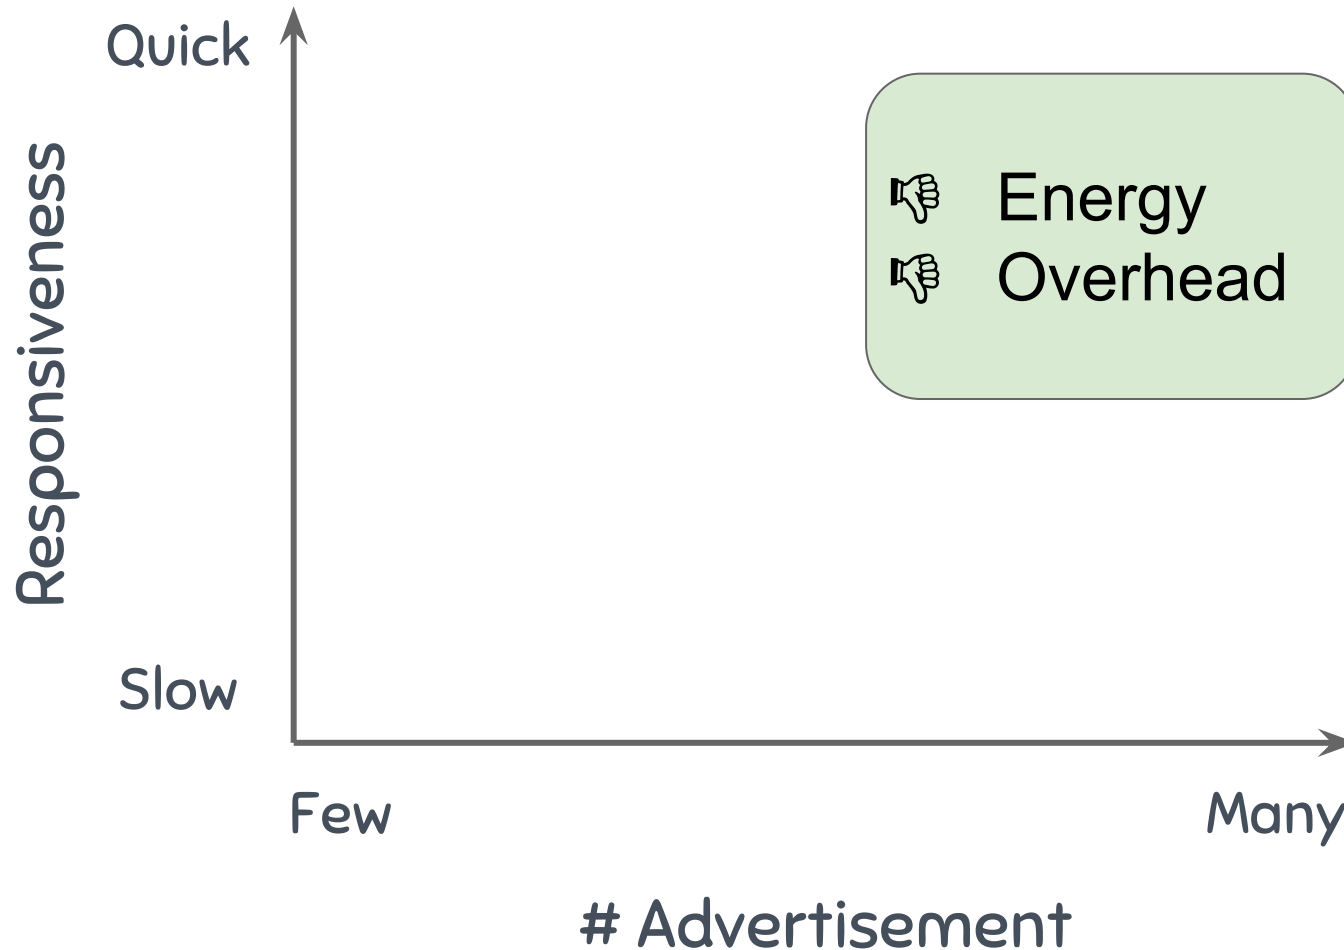 Quick
Responsiveness
👎 Energy
👎 Overhead
Slow
Few
Many
# Advertisement